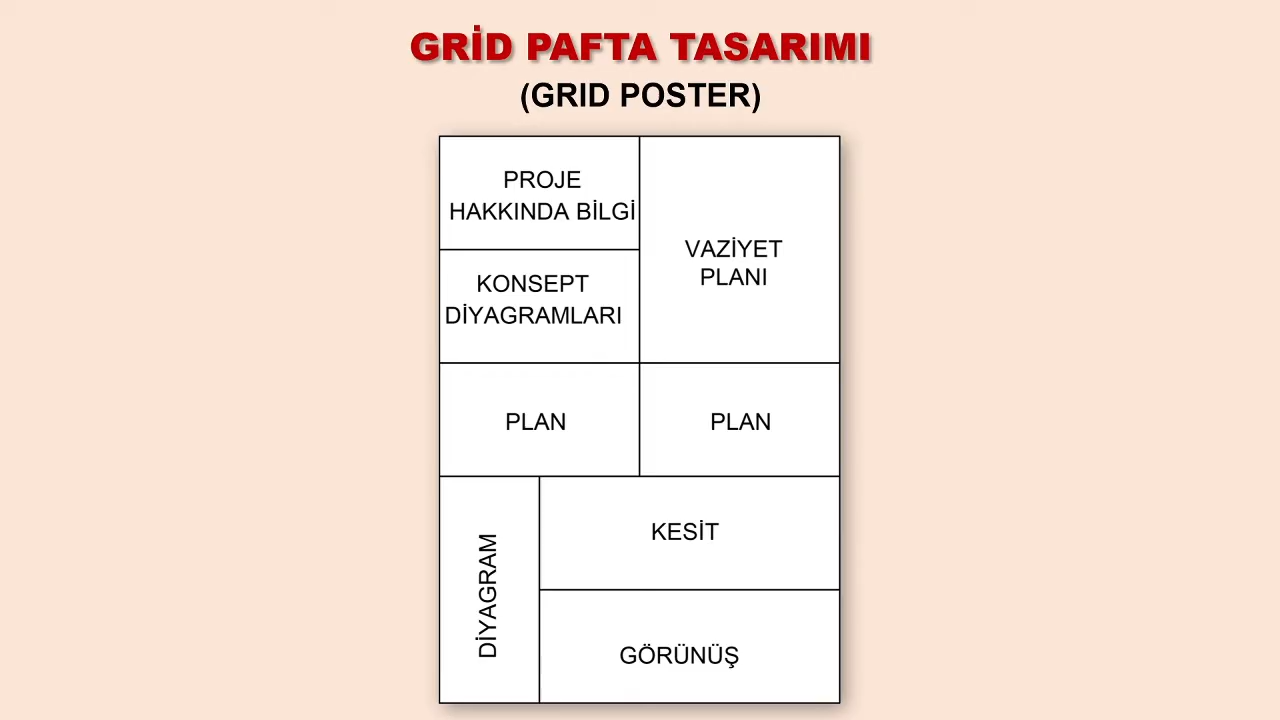 GRİD PAFTA TASARIMI
(GRID POSTER)
PROJE
HAKKINDA BİLGİ
VAZİYET
PLANI
KONSEPT
DİYAGRAMLARI
PLAN
PLAN
DİYAGRAM
KESİT
GÖRÜNÜŞ